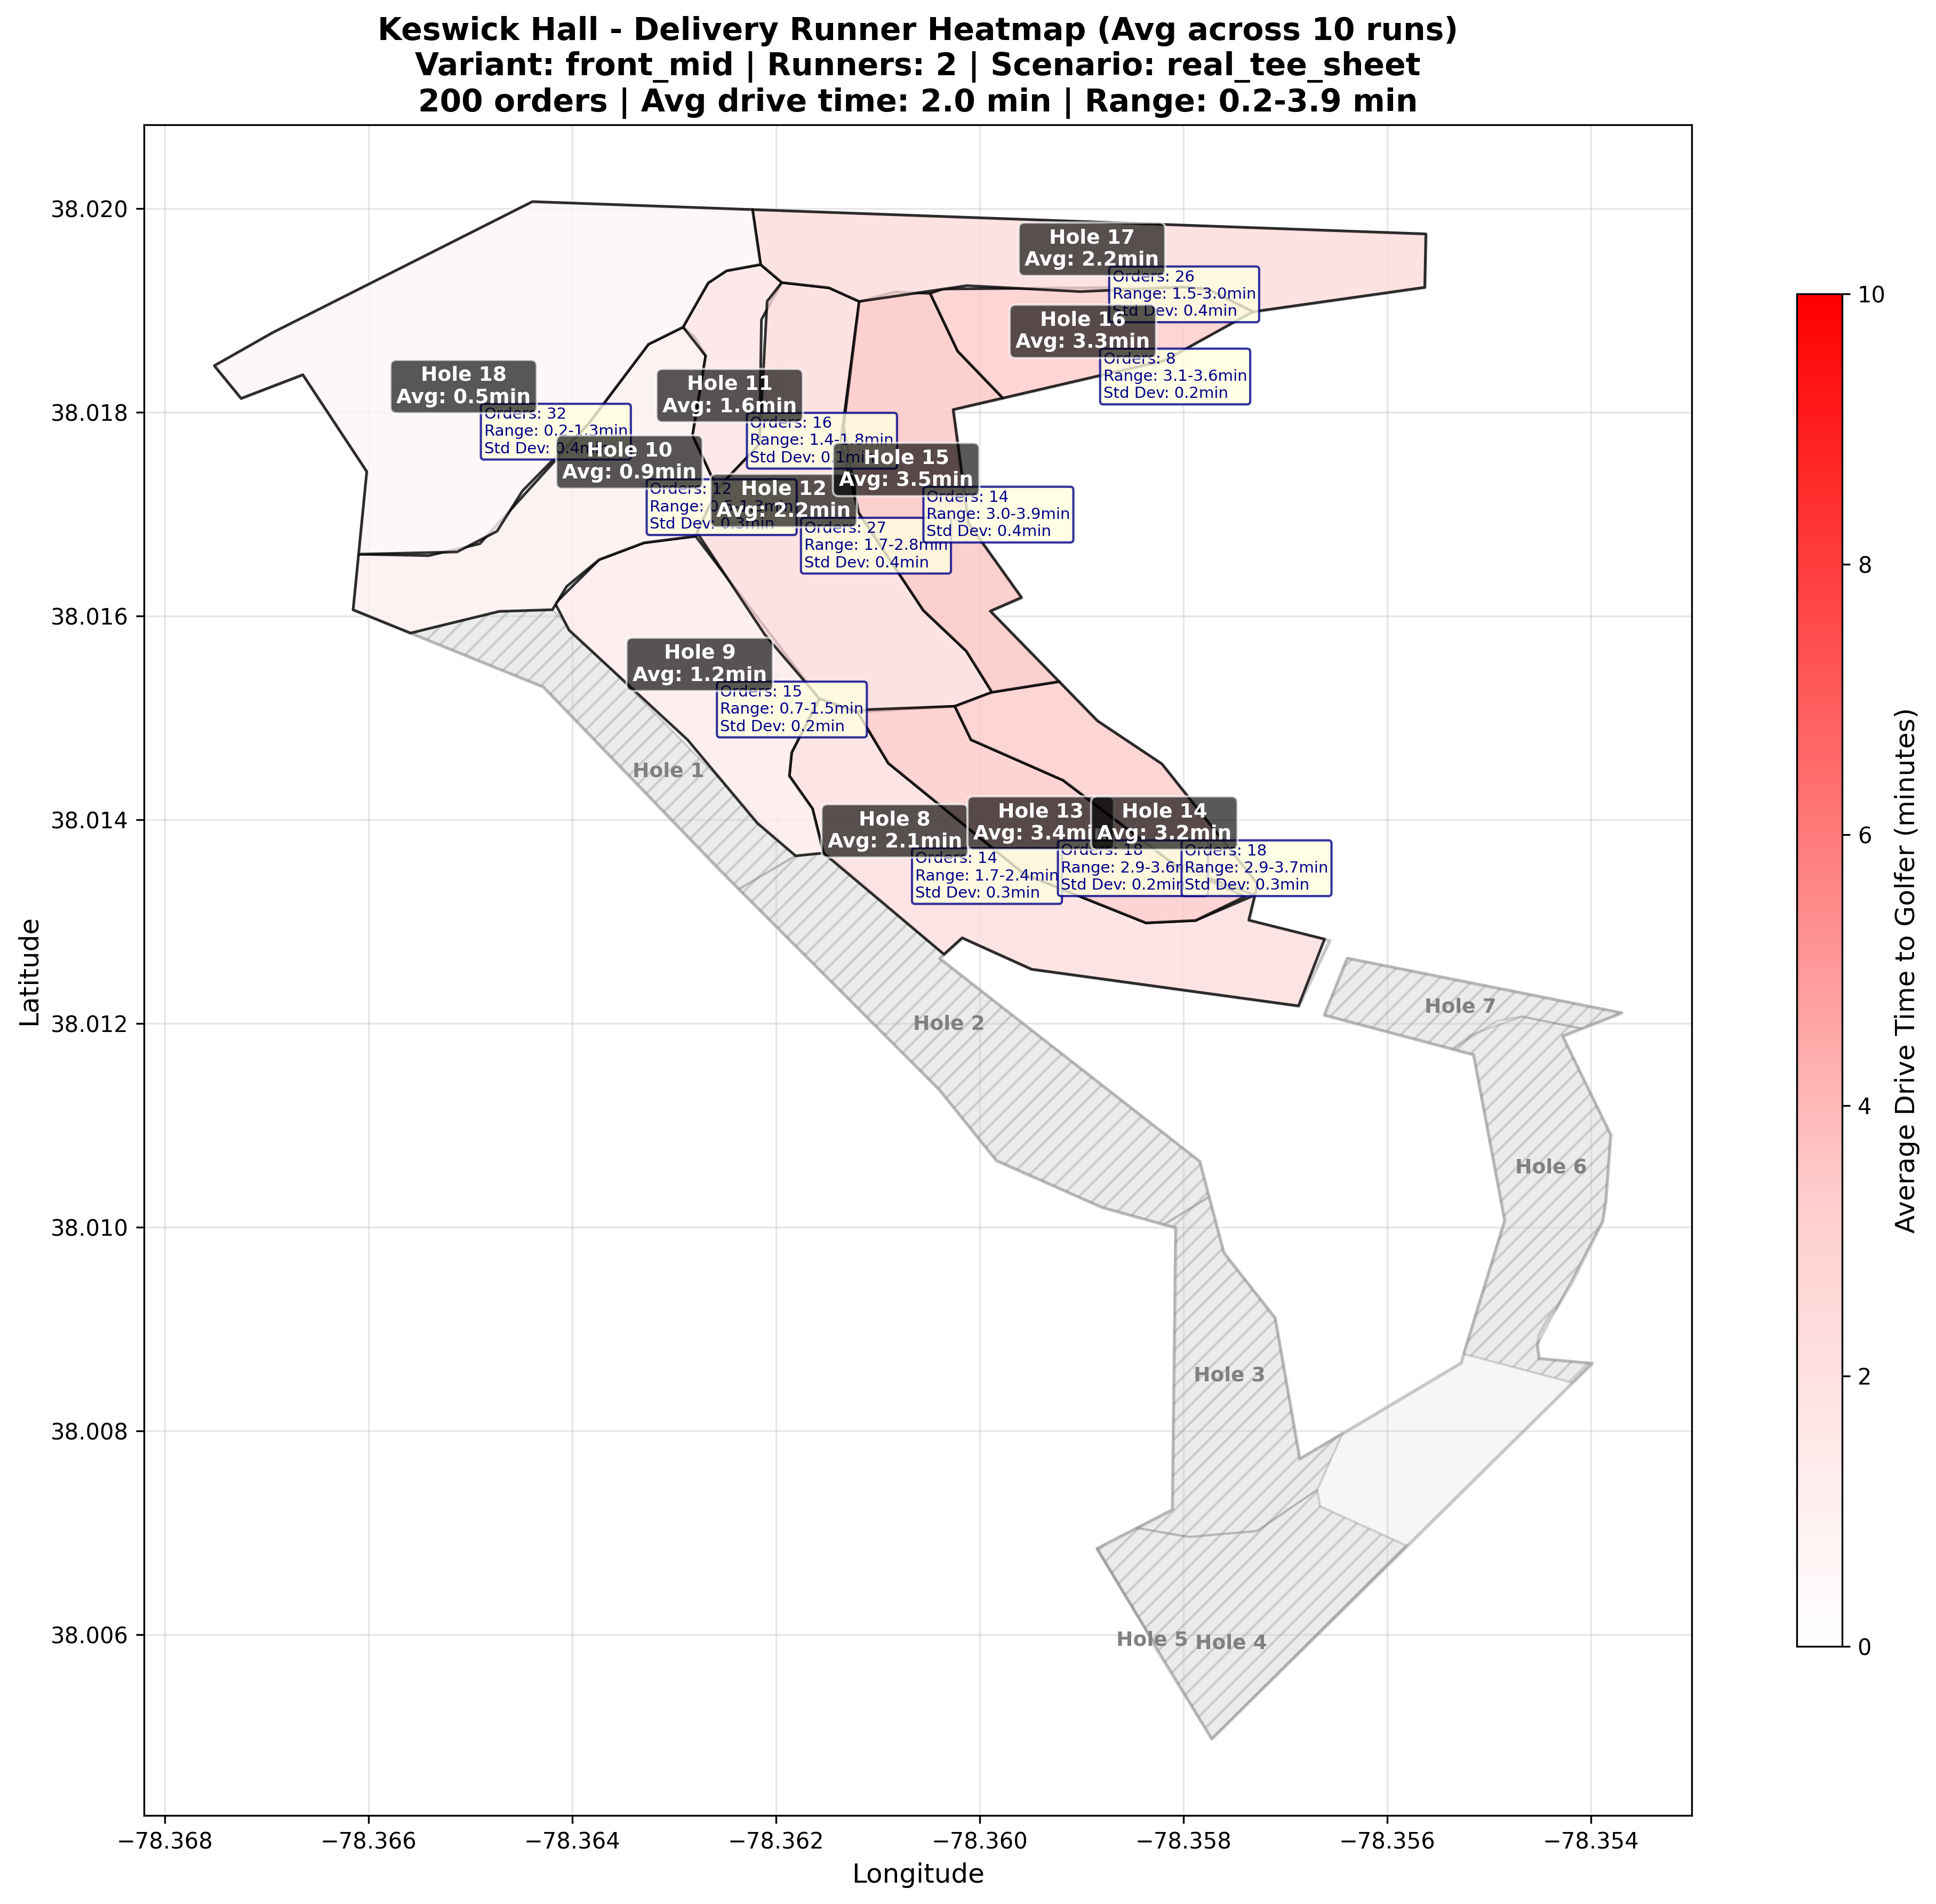 Keswick Hall - Delivery Runner Heatmap (Avg across 10 runs)
Variant: front_mid | Runners: 2 | Scenario: real_tee_sheet
200 orders | Avg drive time: 2.0 min | Range: 0.2-3.9 min
Latitude
38.020
38.018
38.016
38.014
38.012
38.010
38.008
38.006
Hole 17
Avg: 2.2min
Orders: 26
Range: 1.5-3.0min
Std Dev: 0.4min
Hole 16
Avg: 3.3min
Orders: 8
Range: 3.1-3.6min
Std Dev: 0.2min
Hole 18
Avg: 0.5min
Orders: 32
Range: 0.2-1.3min
Std Dev: 0.4min
Hole 11
Avg: 1.6min
Orders: 16
Range: 1.4-1.8min
Std Dev: 0.1min
Hole 10
Avg: 0.9min
Orders: 12
Range:
Std Dev: 0.3min
Hole 15
Avg: 3.5min
Orders: 14
Range: 3.0-3.9min
Std Dev: 0.4min
Hole 12
Avg: 2.2min
Orders: 27
Range: 1.7-2.8min
Std Dev: 0.4min
Hole 9
Avg: 1.2min
Orders: 15
Range: 0.7-1.5min
Std Dev: 0.2min
Hole 1
Hole 8
Avg: 2.1min
Orders: 14
Range: 1.7-2.4min
Std Dev: 0.3min
Hole 13
Avg: 3.4min
Orders: 18
Range: 2.9-3.6m
Std Dev: 0.2min
Hole 14
Avg: 3.2min
Orders: 18
Range: 2.9-3.7min
Std Dev: 0.3min
Hole 2
Hole 7
Hole 6
Hole 3
Hole 5
Hole 4
−78.368
−78.366
−78.364
−78.362
−78.360
−78.358
−78.356
−78.354
Longitude
10
8
6
4
2
0
Average Drive Time to Golfer (minutes)